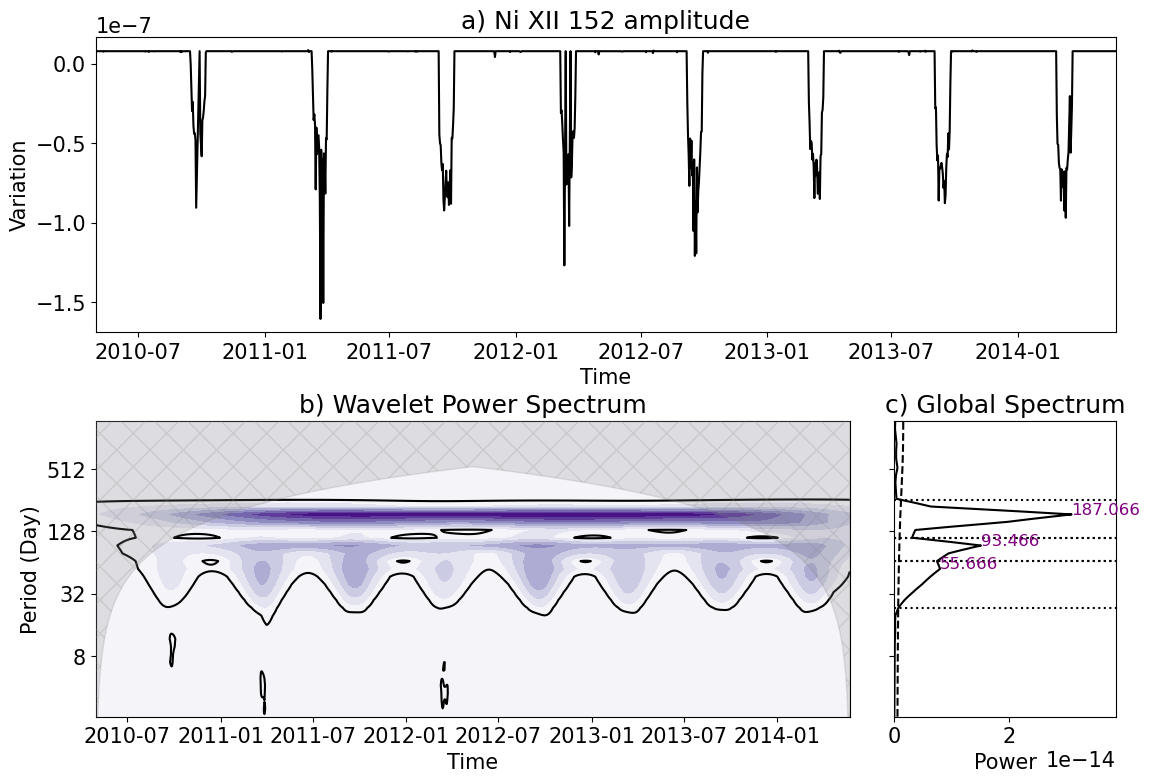 a) Ni XII 152 amplitude
1e−7
Variation
0.0
−0.5
−1.0
−1.5
2010-07 2011-01 2011-07 2012-01 2012-07 2013-01 2013-07 2014-01
Time
b) Wavelet Power Spectrum
Period (Day)
512
128
32
8
2010-07 2011-01 2011-07 2012-01 2012-07 2013-01 2013-07 2014-01
Time
c) Global Spectrum
187.066
93.466
55.666
0 2
Power 1e−14